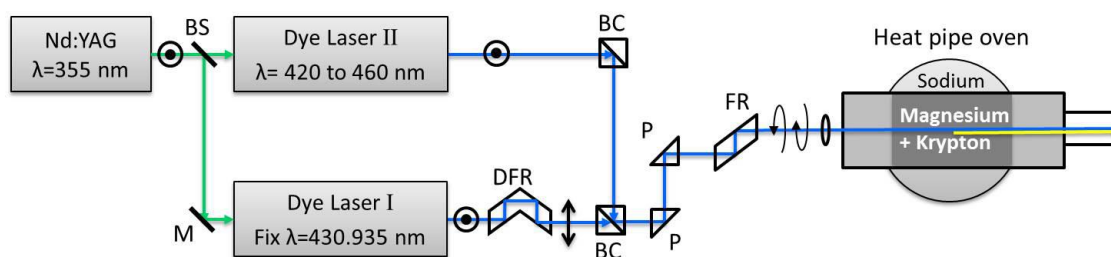 Nd:YAG
λ=355 nm
BS
Dye Laser II
λ= 420 to 460 nm
BC
Heat pipe oven
Sodium
Magnesium
+ Krypton
FR
P
DFR
M
Dye Laser I
Fix λ=430.935 nm
BC
P